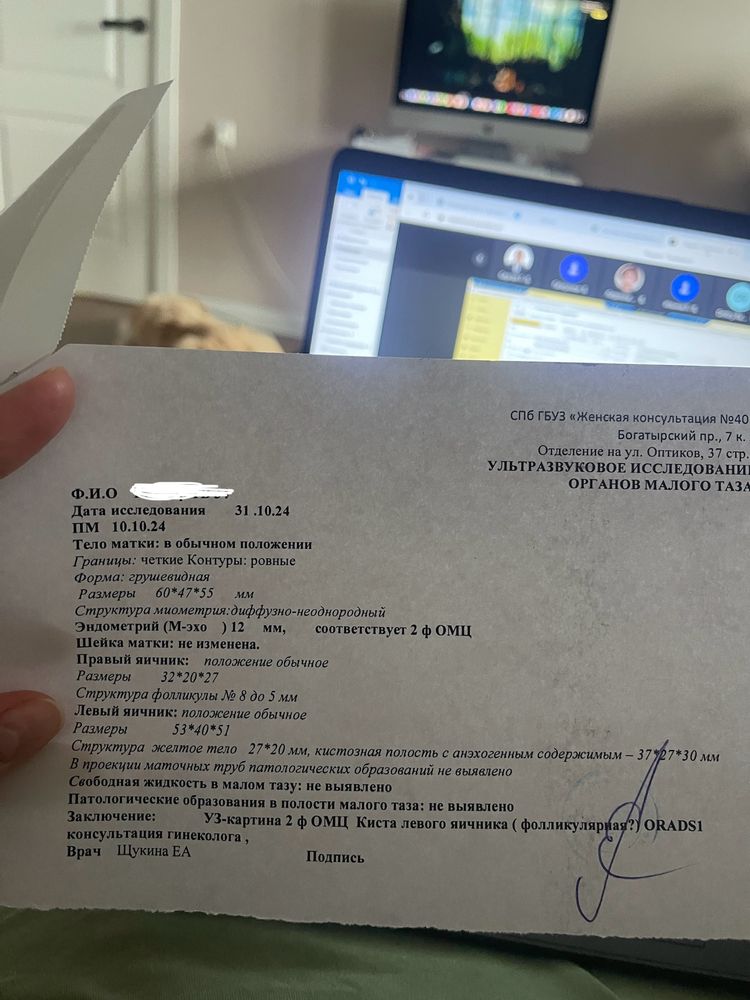 СПб ГБУЗ «Женская консультация №40
Богатырский пр., 7 к.
Отделение на ул. Оптиков, 37 стр.
УЛЬТРАЗВУКОВОЕ ИССЛЕДОВАНИ
ОРГАНОВ МАЛОГО ТАЗА
Ф.И.О
Дата исследования 31 .10.24
ПМ 10.10.24
Тело матки: в обычном положении
Границы: четкие Контуры: ровные
Форма: грушевидная
Размеры 60*47*55 мм
Структура миометрия:диффузно-неоднородный
Эндометрий (М-эхо ) 12 мм, соответствует 2 ф ОМЦ
Шейка матки: не изменена.
Правый яичник: положение обычное
Размеры 32*20*27
Структура фолликулы № 8 до 5 мм
Левый яичник: положение обычное
Размеры 53*40*51
Структура желтое тело 27*20 мм, кистозная полость с анэхогенным содержимым – 37*27*30 мм
В проекции маточных труб патологических образований не выявлено
Свободная жидкость в малом тазу: не выявлено
Патологические образования в полости малого таза: не выявлено
Заключение: УЗ-картина 2 ф ОМЦ Киста левого яичника ( фолликулярная?) ORADS1
консультация гинеколога ,
Врач Щукина ЕА Подпись